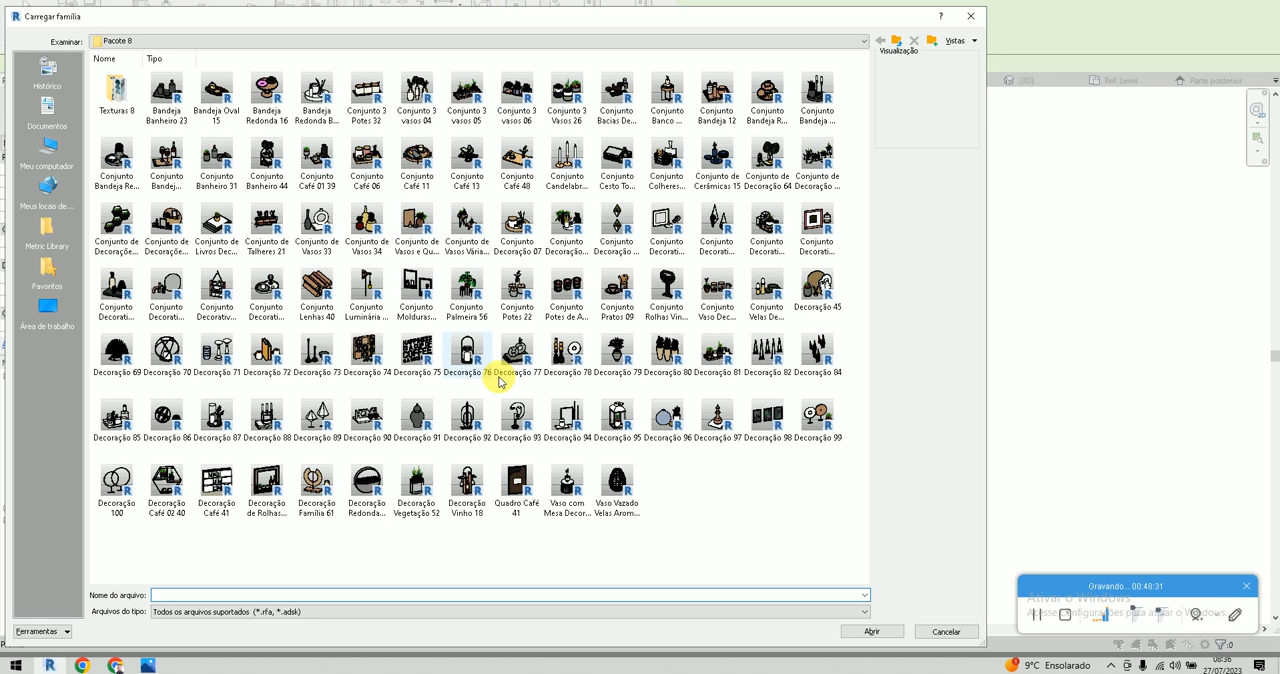 Carregar família
?
Examinar:
Pacote 8
Vistas
Nome
Tipo
Visualização
Histórico
Documentos
Meu computador
Meus locais de...
Metric Library
Favoritos
Área de trabalho
Texturas 8
Bandeja Banheiro 23
Bandeja Oval 15
Bandeja Redonda 16
Bandeja Redonda B...
Conjunto 3 Potes 32
Conjunto 3 vasos 04
Conjunto 3 vasos 05
Conjunto 3 vasos 06
Conjunto 3 Vasos 26
Conjunto Bacias De...
Conjunto Banco ...
Conjunto Bandeja 12
Conjunto Bandeja R...
Conjunto Bandeja ...
Conjunto Bandeja Re...
Conjunto Bandej...
Conjunto Banheiro 31
Conjunto Banheiro 44
Conjunto Café 01 39
Conjunto Café 06
Conjunto Café 11
Conjunto Café 13
Conjunto Café 48
Conjunto Candelabr...
Conjunto Cesto To...
Conjunto Colheres...
Conjunto de Cerâmicas 15
Conjunto de Decoração 64
Conjunto de Decoração ...
Conjunto de Decoraçõe...
Conjunto de Decoraçõe...
Conjunto de Livros Dec...
Conjunto de Talheres 21
Conjunto de Vasos 33
Conjunto de Vasos 34
Conjunto de Vasos e Qu...
Conjunto de Vasos Vária...
Conjunto Decoração 07
Conjunto Decoração...
Conjunto Decoração ...
Conjunto Decorati...
Conjunto Decorati...
Conjunto Decorati...
Conjunto Decorati...
Conjunto Decorati...
Conjunto Decorati...
Conjunto Decorativ...
Conjunto Decorati...
Conjunto Lenhas 40
Conjunto Luminária ...
Conjunto Molduras...
Conjunto Palmeira 56
Conjunto Potes 22
Conjunto Potes de A...
Conjunto Pratos 09
Conjunto Rolhas Vin...
Conjunto Vaso Dec...
Conjunto Velas De...
Decoração 45
Decoração 69
Decoração 70
Decoração 71
Decoração 72
Decoração 73
Decoração 74
Decoração 75
Decoração 76
Decoração 77
Decoração 78
Decoração 79
Decoração 80
Decoração 81
Decoração 82
Decoração 84
Decoração 85
Decoração 86
Decoração 87
Decoração 88
Decoração 89
Decoração 90
Decoração 91
Decoração 92
Decoração 93
Decoração 94
Decoração 95
Decoração 96
Decoração 97
Decoração 98
Decoração 99
Decoração 100
Decoração Café 02 40
Decoração Café 41
Decoração de Rolhas...
Decoração Família 61
Decoração Redonda...
Decoração Vegetação 52
Decoração Vinho 18
Quadro Café 41
Vaso com Mesa Decor...
Vaso Vazado Velas Arom...
Nome do arquivo:
Arquivos do tipo:
Todos os arquivos suportados (*.rfa, *.adsk)
Ferramentas
Abrir
Cancelar
(3D)
Ref. Level
Parte posterior
Gravando... 00:48:31
Ativar o Windows
Acesse Configurações para ativar o Windows.
:0
9°C Ensolarado
08:36
27/07/2023